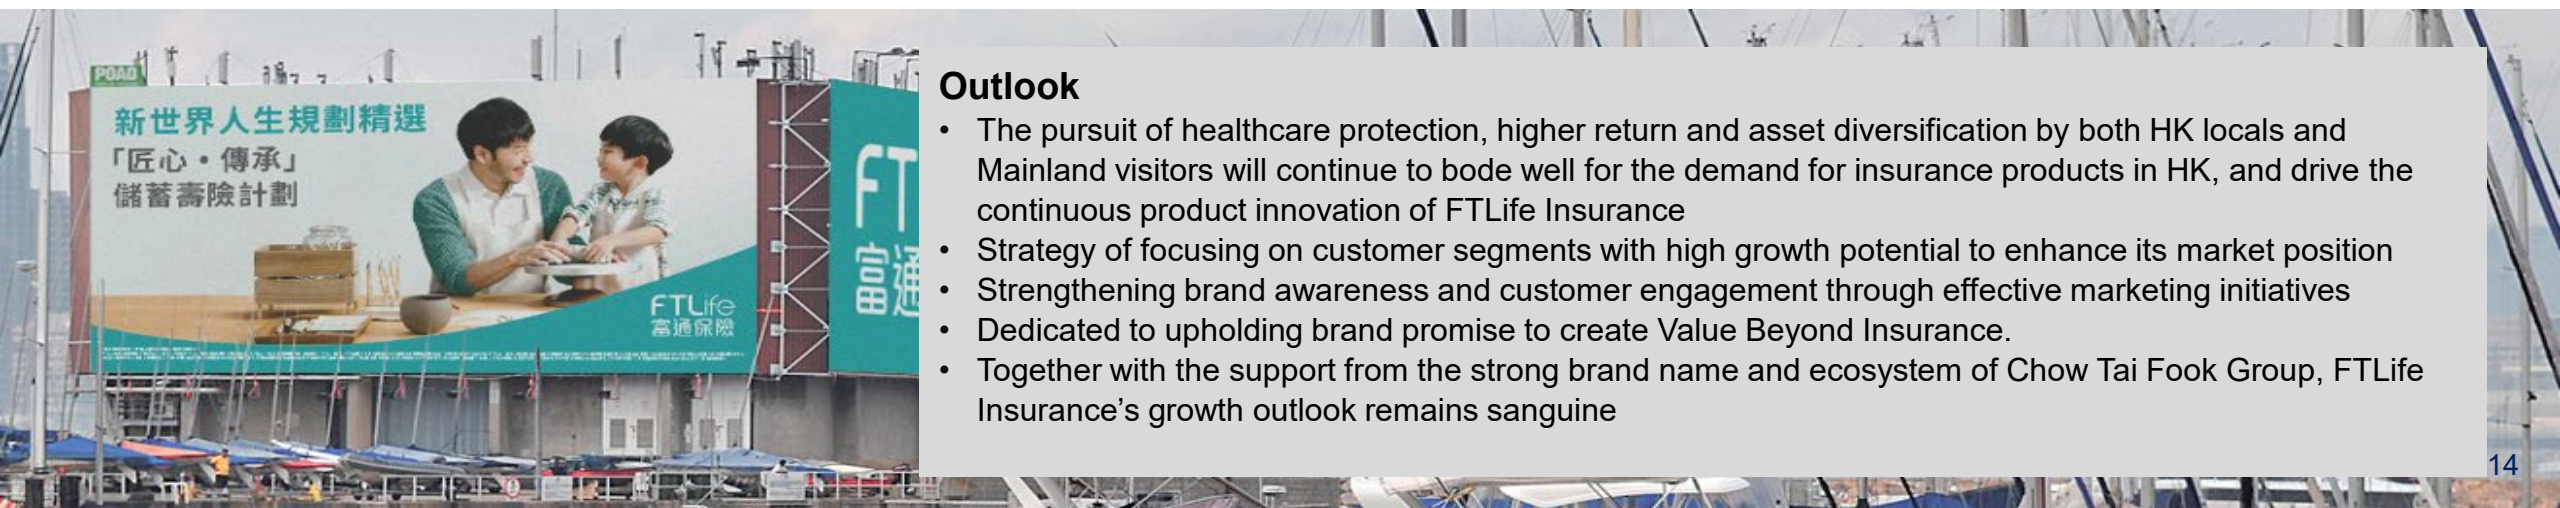 POAD
新世界人生規劃精選
「匠心•傳承」
儲蓄壽險計劃
FTLife
富通保險
FT
富通
Outlook
• The pursuit of healthcare protection, higher return and asset diversification by both HK locals and
Mainland visitors will continue to bode well for the demand for insurance products in HK, and drive the
continuous product innovation of FTLife Insurance
• Strategy of focusing on customer segments with high growth potential to enhance its market position
• Strengthening brand awareness and customer engagement through effective marketing initiatives
• Dedicated to upholding brand promise to create Value Beyond Insurance.
• Together with the support from the strong brand name and ecosystem of Chow Tai Fook Group, FTLife
Insurance’s growth outlook remains sanguine
14